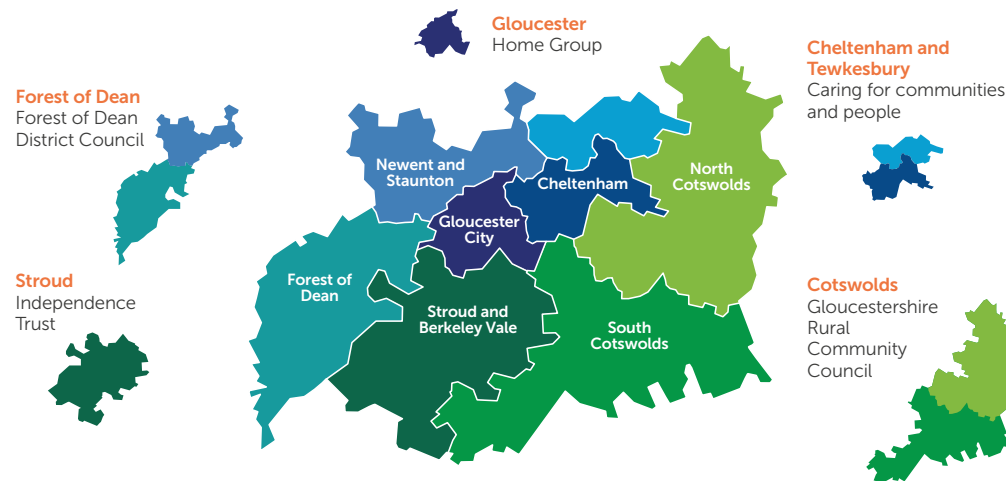 Gloucester
Home Group
Cheltenham and
Tewkesbury
Caring for communities
and people
Forest of Dean
Forest of Dean
District Council
Newent and
Staunton
Cheltenham
North
Cotswolds
Gloucester
City
Stroud
Independence
Trust
Forest of
Dean
Stroud and
Berkeley Vale
South
Cotswolds
Cotswolds
Gloucestershire
Rural
Community
Council